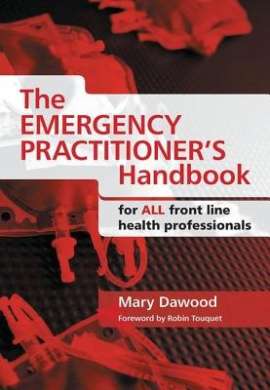 The
EMERGENCY
PRACTITIONER'S
Handbook
for ALL front line
health professionals
Mary Dawood
Foreword by Robin Touquet